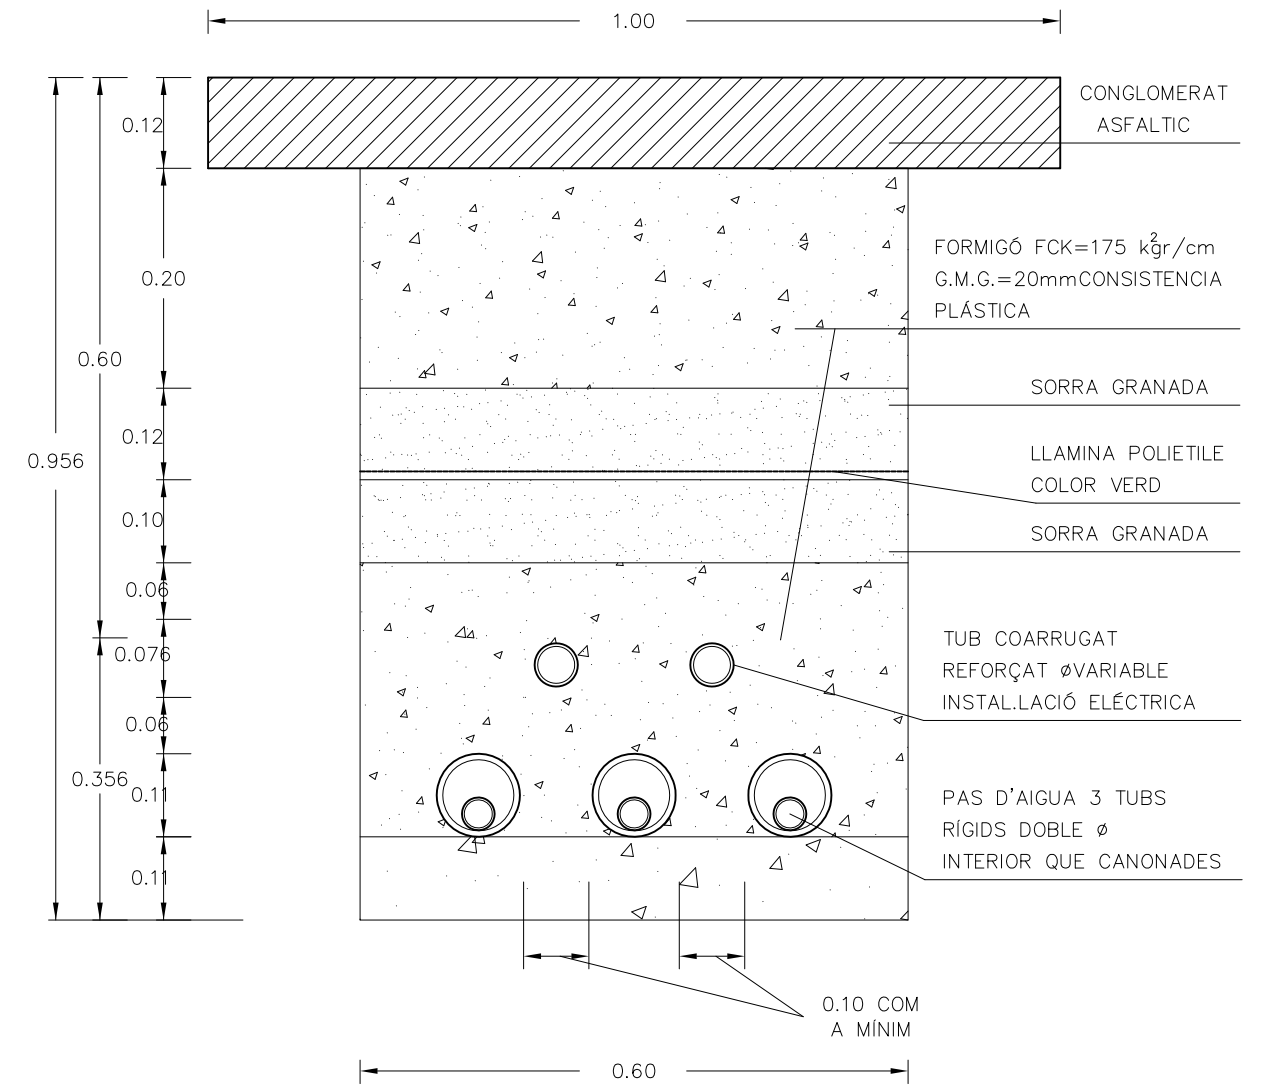 1.00
0.12
CONGLOMERAT
ASFALTIC
0.20
FORMIGÓ FCK=175 kgr/cm²
G.M.G.=20mmCONSISTENCIA
PLÁSTICA
0.60
SORRA GRANADA
0.12
0.956
LLAMINA POLIETILE
COLOR VERD
0.10
SORRA GRANADA
0.06
0.076
TUB COARRUGAT
REFORÇAT øVARIABLE
INSTAL.LACIÓ ELÉCTRICA
0.06
0.356
0.11
PAS D'AIGUA 3 TUBS
RÍGIDS DOBLE ø
INTERIOR QUE CANONADES
0.11
0.10 COM
A MÍNIM
0.60